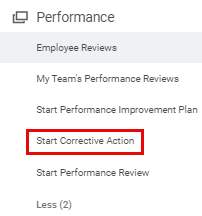 Performance
Employee Reviews
My Team's Performance Reviews
Start Performance Improvement Plan
Start Corrective Action
Start Performance Review
Less (2)